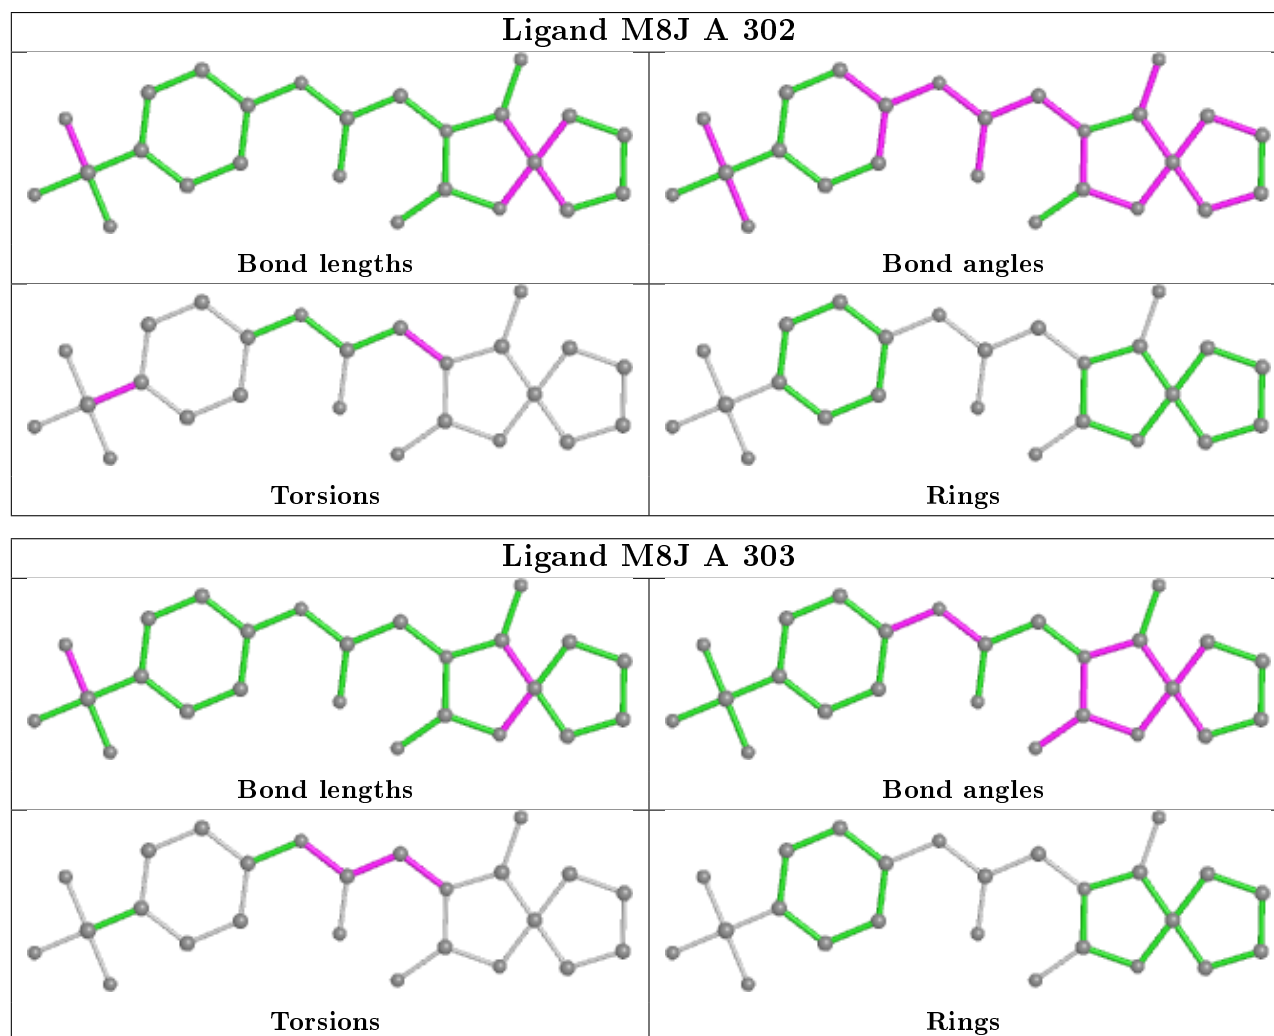 Ligand M8J A 302
Bond lengths
Bond angles
Torsions
Rings
Ligand M8J A 303
Bond lengths
Bond angles
Torsions
Rings